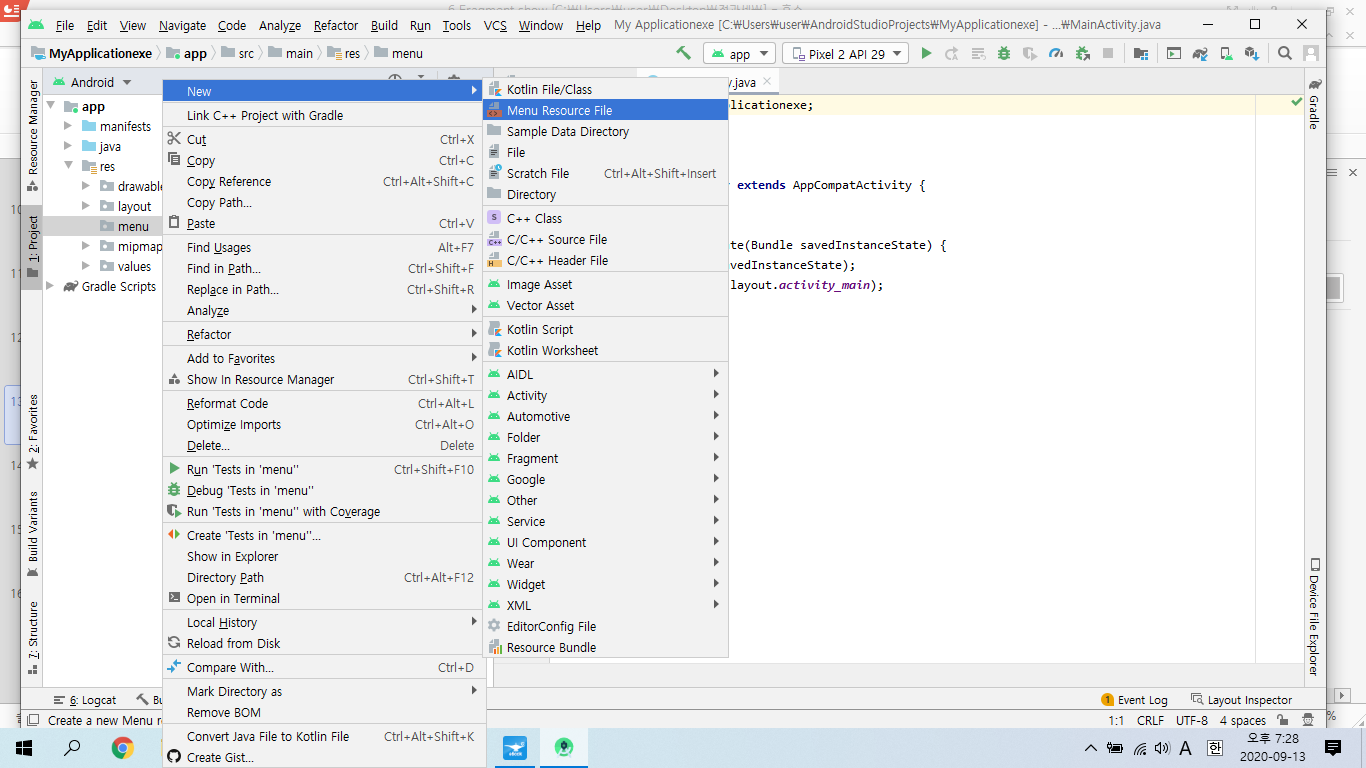 File Edit View Navigate Code Analyze Refactor Build Run Tools VCS Window Help My Applicationexe [C:₩Users₩user₩AndroidStudioProjects₩MyApplicationexe] - ...₩MainActivity.java
MyApplicationexe app src main res menu
app
Pixel 2 API 29
Android
.java
Resource Manager
1: Project
2: Favorites
Build Variants
7: Structure
app
manifests
java
res
drawable
layout
menu
mipmap
values
Gradle Scripts
New
Link C++ Project with Gradle
Cut Ctrl+X
Copy Ctrl+C
Copy Reference Ctrl+Alt+Shift+C
Copy Path...
Paste Ctrl+V
Find Usages Alt+F7
Find in Path... Ctrl+Shift+F
Replace in Path... Ctrl+Shift+R
Analyze
Refactor
Add to Favorites
Show In Resource Manager Ctrl+Shift+T
Reformat Code Ctrl+Alt+L
Optimize Imports Ctrl+Alt+O
Delete... Delete
Run 'Tests in 'menu'' Ctrl+Shift+F10
Debug 'Tests in 'menu''
Run 'Tests in 'menu'' with Coverage
Create 'Tests in 'menu''...
Show in Explorer
Directory Path Ctrl+Alt+F12
Open in Terminal
Local History
Reload from Disk
Compare With... Ctrl+D
Mark Directory as
Remove BOM
Convert Java File to Kotlin File Ctrl+Alt+Shift+K
Create Gist...
Kotlin File/Class
Menu Resource File
Sample Data Directory
File
Scratch File Ctrl+Alt+Shift+Insert
Directory
C++ Class
C/C++ Source File
C/C++ Header File
Image Asset
Vector Asset
Kotlin Script
Kotlin Worksheet
AIDL
Activity
Automotive
Folder
Fragment
Google
Other
Service
UI Component
Wear
Widget
XML
EditorConfig File
Resource Bundle
plicationexe;
extends AppCompatActivity {
te(Bundle savedInstanceState) {
vedInstanceState);
layout.activity_main);
Gradle
Device File Explorer
6: Logcat
Event Log
Layout Inspector
Create a new Menu r
1:1 CRLF UTF-8 4 spaces
10
11
12
13
14
15
16
%
A
한
오후 7:28
2020-09-13